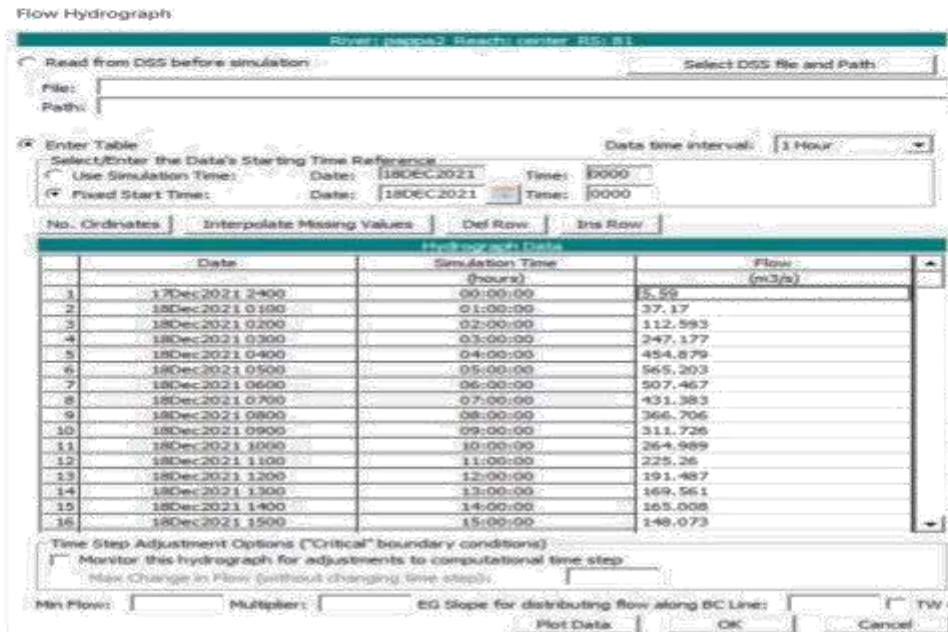 Flow Hydrograph
River: pappa2 Reach: center RS: 81
Read from DSS before simulation Select DSS file and Path
File:
Path:
Enter Table Data time interval: 1 Hour
Select/Enter the Data's Starting Time Reference
Use Simulation Time: Date: 18DEC2021 Time: 0000
Fixed Start Time: Date: 18DEC2021 Time: 0000
No. Ordinates Interpolate Missing Values Del Row Ins Row
Hydrograph Data
Date Simulation Time Flow
(hours) (m3/s)
1 17Dec2021 2400 00:00:00 5.59
2 18Dec2021 0100 01:00:00 37.17
3 18Dec2021 0200 02:00:00 112.593
4 18Dec2021 0300 03:00:00 247.177
5 18Dec2021 0400 04:00:00 454.879
6 18Dec2021 0500 05:00:00 565.203
7 18Dec2021 0600 06:00:00 507.467
8 18Dec2021 0700 07:00:00 431.383
9 18Dec2021 0800 08:00:00 366.706
10 18Dec2021 0900 09:00:00 311.726
11 18Dec2021 1000 10:00:00 264.989
12 18Dec2021 1100 11:00:00 225.26
13 18Dec2021 1200 12:00:00 191.487
14 18Dec2021 1300 13:00:00 169.561
15 18Dec2021 1400 14:00:00 165.008
16 18Dec2021 1500 15:00:00 148.073
Time Step Adjustment Options ("Critical" boundary conditions)
Monitor this hydrograph for adjustments to computational time step
Max Change in Flow (without changing time step):
Min Flow: Multiplier: EG Slope for distributing flow along BC Line: TW
Plot Data OK Cancel